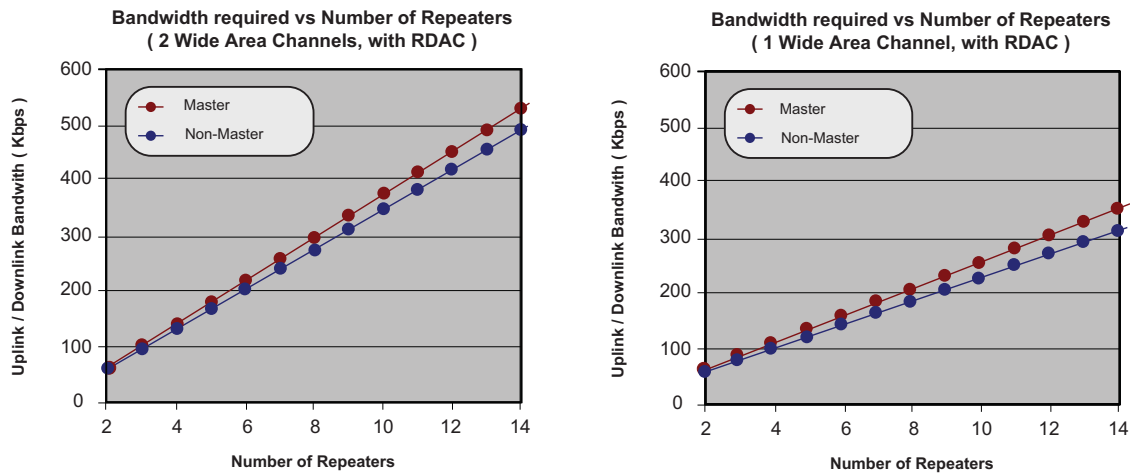 Bandwidth required vs Number of Repeaters
( 2 Wide Area Channels, with RDAC )
600
500
400
300
200
100
0
Uplink / Downlink Bandwith ( Kbps )
Master
Non-Master
2 4 6 8 10 12 14
Number of Repeaters
Bandwidth required vs Number of Repeaters
( 1 Wide Area Channel, with RDAC )
600
500
400
300
200
100
0
Uplink / Downlink Bandwith ( Kbps )
Master
Non-Master
2 4 6 8 10 12 14
Number of Repeaters